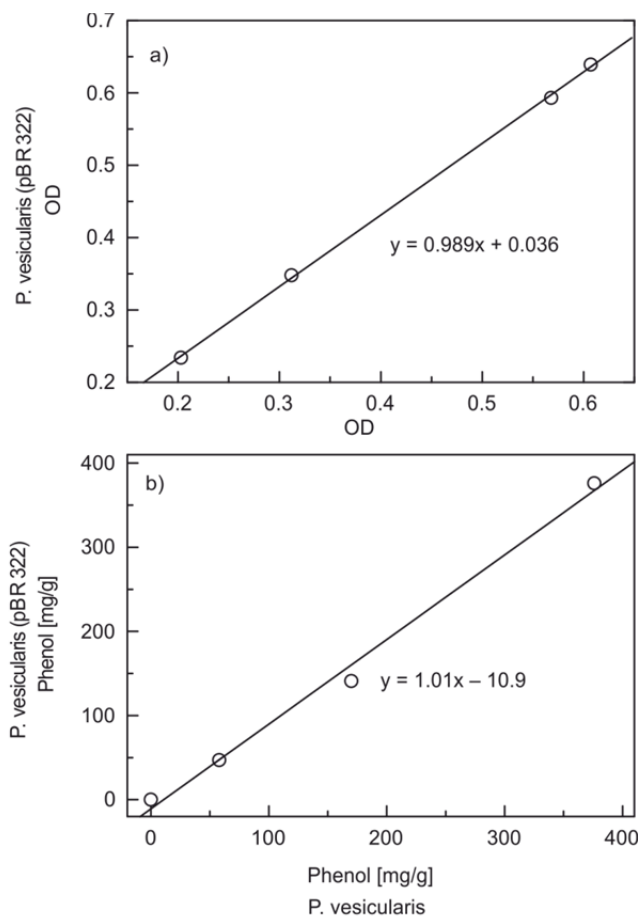 0.7
a)
0.6
P. vesicularis (pBR 322)
OD
0.5
0.4
y = 0.989x + 0.036
0.3
0.2
0.2 0.3 0.4 0.5 0.6
OD
400
b)
300
P. vesicularis (pBR 322)
Phenol [mg/g]
200
y = 1.01x – 10.9
100
0
0 100 200 300 400
Phenol [mg/g]
P. vesicularis